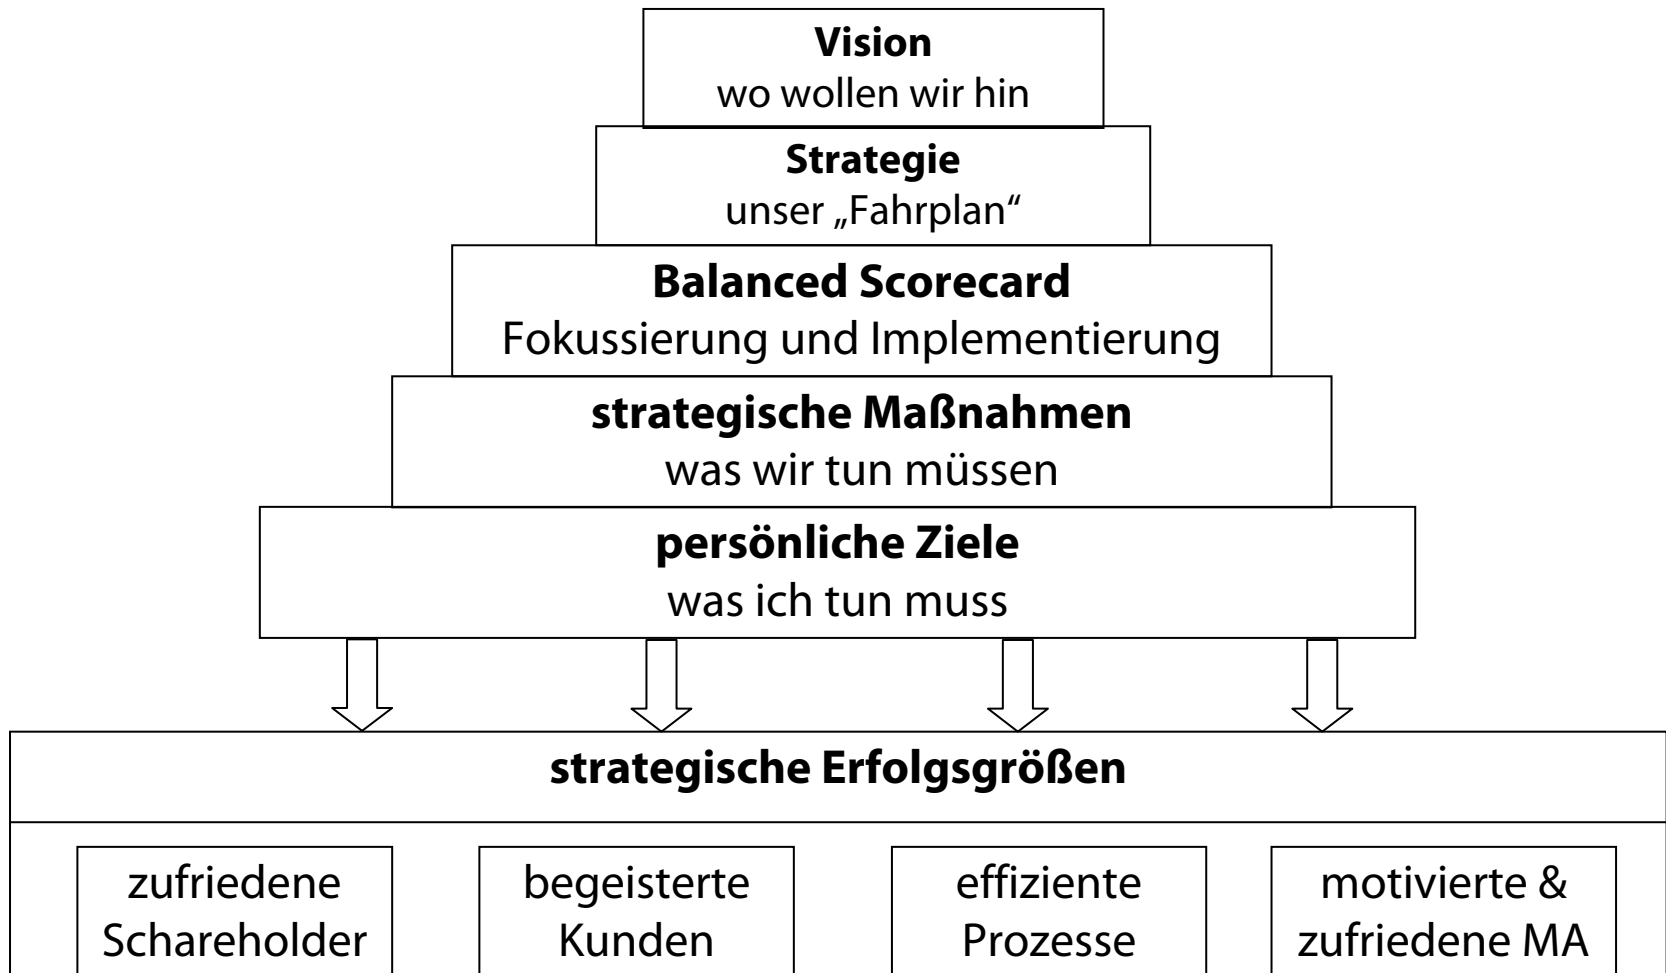 Vision
wo wollen wir hin
Strategie
unser „Fahrplan“
Balanced Scorecard
Fokussierung und Implementierung
strategische Maßnahmen
was wir tun müssen
persönliche Ziele
was ich tun muss
strategische Erfolgsgrößen
zufriedene
Schareholder
begeisterte
Kunden
effiziente
Prozesse
motivierte &
zufriedene MA